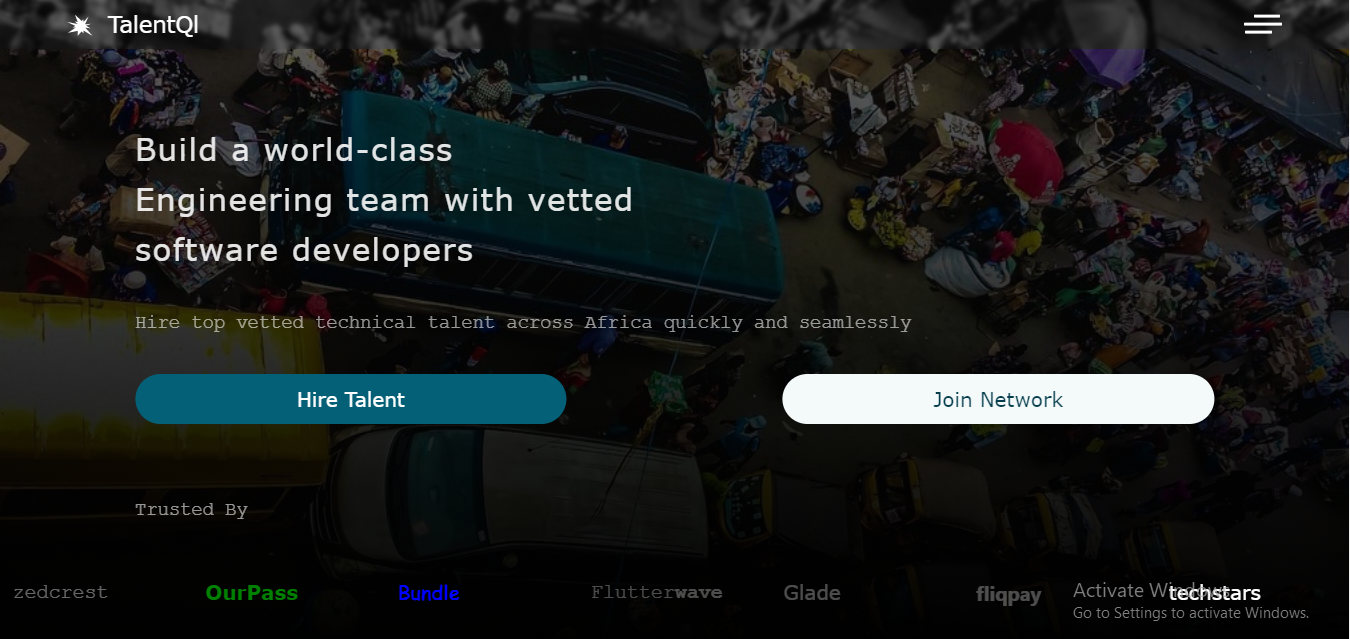 TalentQl
Build a world-class
Engineering team with vetted
software developers
Hire top vetted technical talent across Africa quickly and seamlessly
Hire Talent
Join Network
Trusted By
zedcrest
OurPass
Bundle
Flutterwave
Glade
fliqpay
techstars
Activate Windows
Go to Settings to activate Windows.